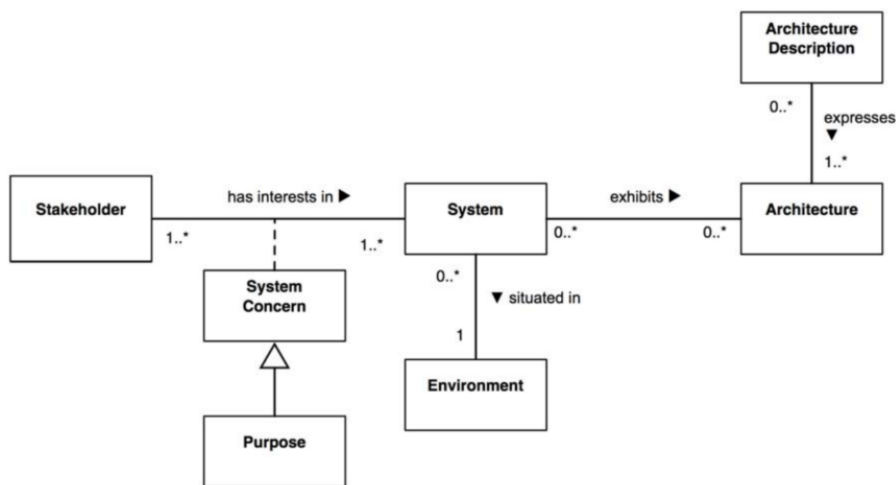 Architecture
Description
0..*
expresses
▼
1..*
Stakeholder
has interests in ▶
System
exhibits ▶
Architecture
1..*
1..*
0..*
0..*
System
Concern
0..*
▼ situated in
1
Environment
Purpose